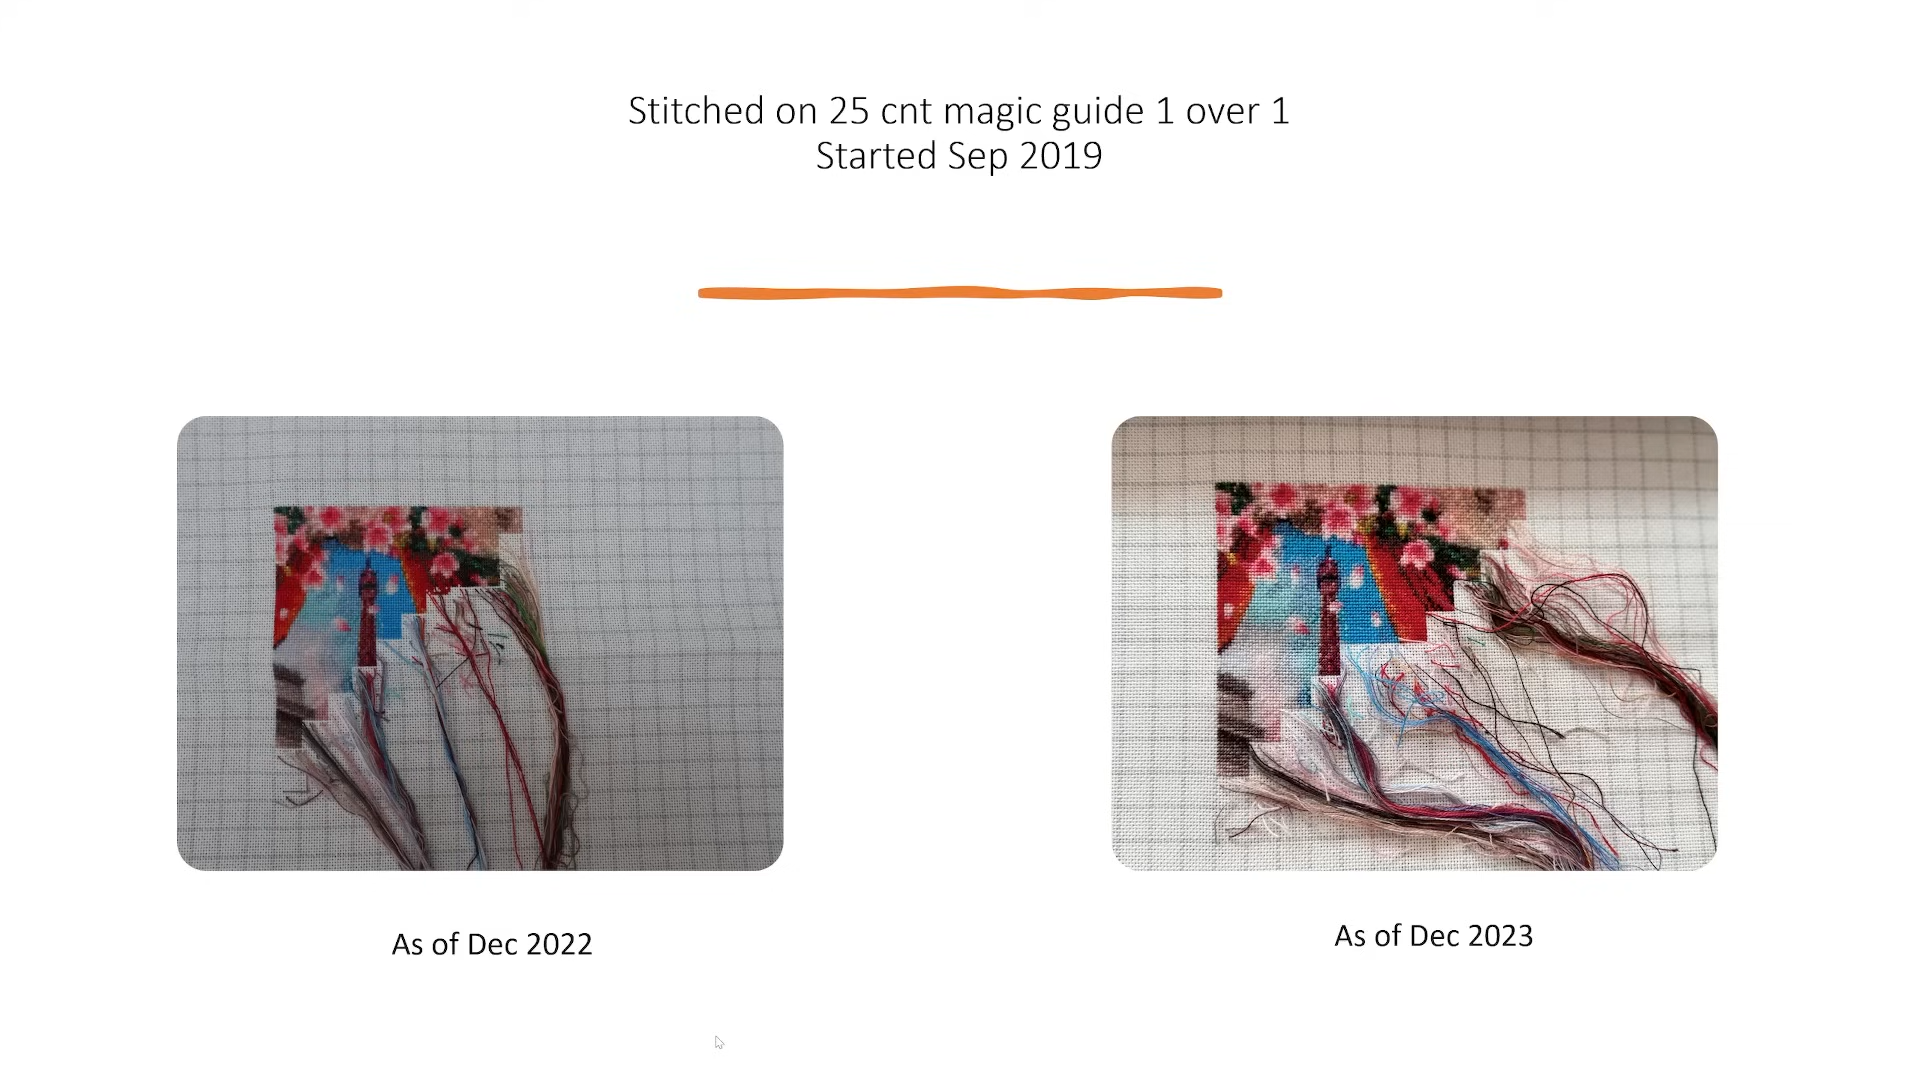 Stitched on 25 cnt magic guide 1 over 1
Started Sep 2019
As of Dec 2022
As of Dec 2023